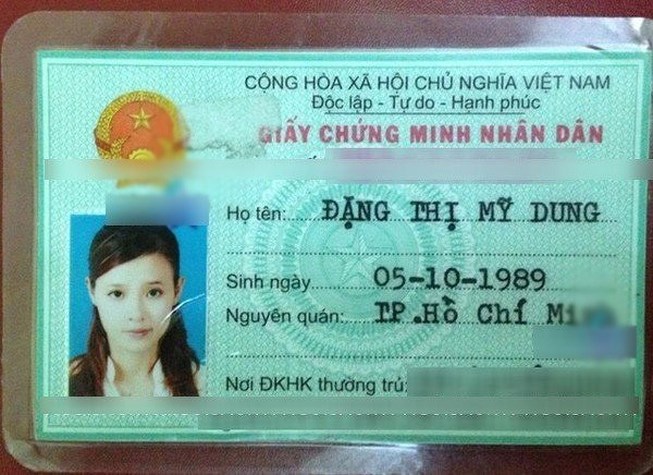 CỘNG HÒA XÃ HỘI CHỦ NGHĨA VIỆT NAM
Độc lập - Tự do - Hạnh phúc
GIẤY CHỨNG MINH NHÂN DÂN
Họ tên: ĐẶNG THỊ MỸ DUNG
Sinh ngày 05-10-1989
Nguyên quán: TP.Hồ Chí
Nơi ĐKHK thường trú: